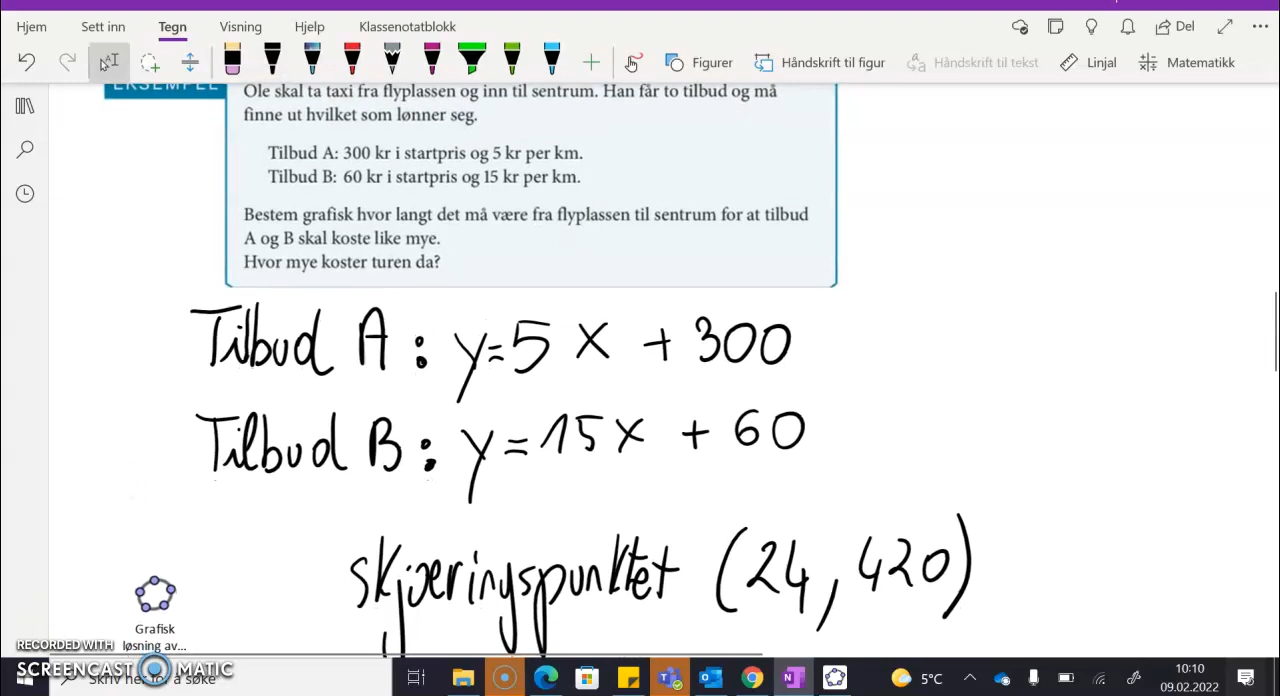 Hjem Sett inn Tegn Visning Hjelp Klassenotatblokk Del
Figurer Håndskrift til figur Håndskrift til tekst Linjal Matematikk
EKSEMPEL
Ole skal ta taxi fra flyplassen og inn til sentrum. Han får to tilbud og må
finne ut hvilket som lønner seg.
Tilbud A: 300 kr i startpris og 5 kr per km.
Tilbud B: 60 kr i startpris og 15 kr per km.
Bestem grafisk hvor langt det må være fra flyplassen til sentrum for at tilbud
A og B skal koste like mye.
Hvor mye koster turen da?
Tilbud A: y=5x + 300
Tilbud B: y=15x + 60
skjæringspunktet (24, 420)
Grafisk
løsning av...
RECORDED WITH
SCREENCAST MATIC
Skriv her for å søke
5°C
10:10
09.02.2022